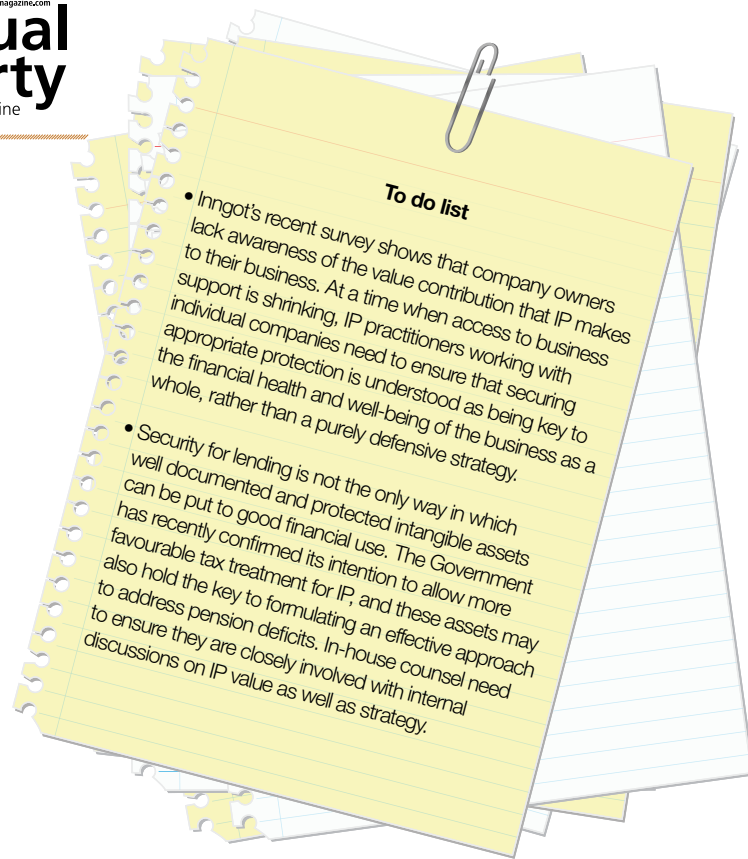 magazine.com
ual
rty
ine
To do list
• Inngot’s recent survey shows that company owners
lack awareness of the value contribution that IP makes
to their business. At a time when access to business
support is shrinking, IP practitioners working with
individual companies need to ensure that securing
appropriate protection is understood as being key to
the financial health and well-being of the business as a
whole, rather than a purely defensive strategy.
• Security for lending is not the only way in which
well documented and protected intangible assets
can be put to good financial use. The Government
has recently confirmed its intention to allow more
favourable tax treatment for IP, and these assets may
also hold the key to formulating an effective approach
to address pension deficits. In-house counsel need
to ensure they are closely involved with internal
discussions on IP value as well as strategy.